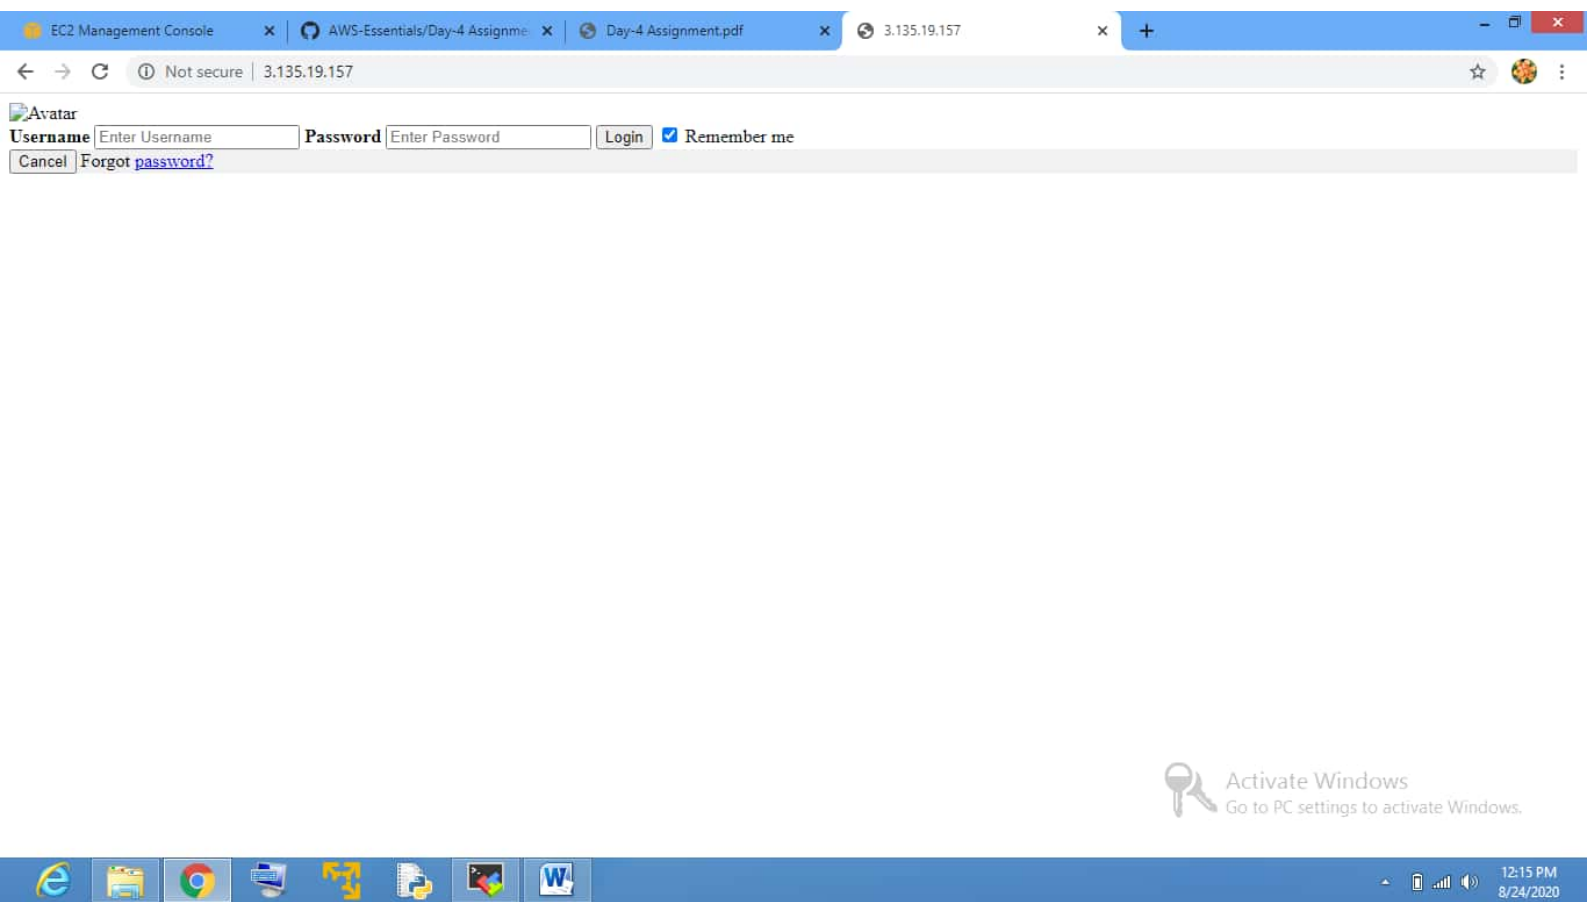 EC2 Management Console
AWS-Essentials/Day-4 Assignme
Day-4 Assignment.pdf
3.135.19.157
Not secure | 3.135.19.157
Avatar
Username Enter Username Password Enter Password Login Remember me
Cancel Forgot password?
Activate Windows
Go to PC settings to activate Windows.
12:15 PM
8/24/2020